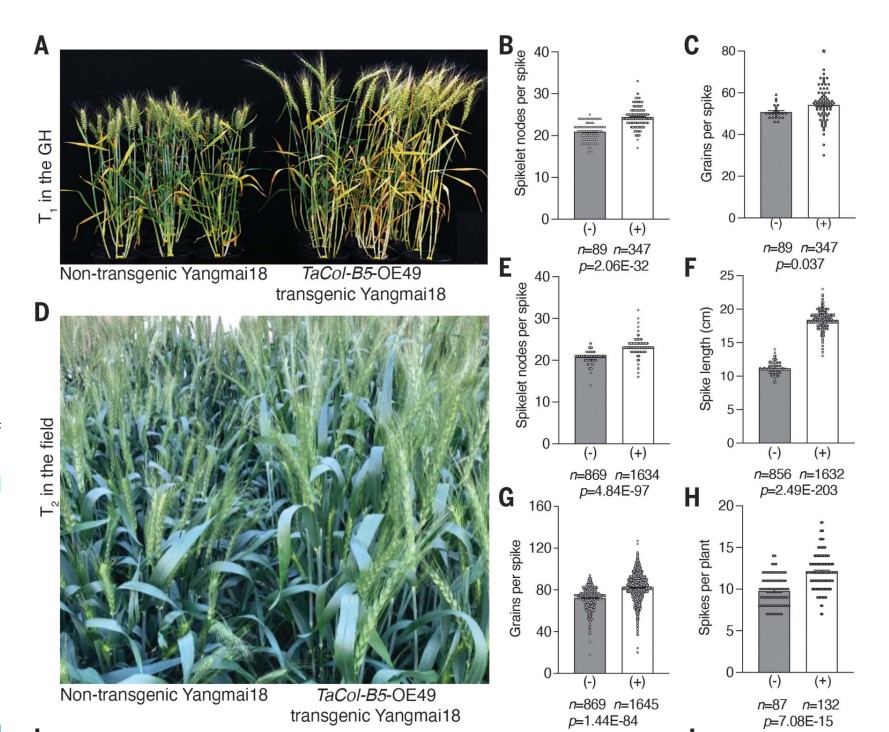 A
T1 in the GH
Non-transgenic Yangmai18
TaCol-B5-OE49
transgenic Yangmai18
B
Spikelet nodes per spike
40
30
20
10
0
(-) (+)
n=89 n=347
p=2.06E-32
C
*
Grains per spike
80
60
40
20
0
(-) (+)
n=89 n=347
p=0.037
D
T2 in the field
Non-transgenic Yangmai18
TaCol-B5-OE49
transgenic Yangmai18
E
Spikelet nodes per spike
40
30
20
10
0
(-) (+)
n=869 n=1634
p=4.84E-97
F
Spike length (cm)
25
20
15
10
5
0
(-) (+)
n=856 n=1632
p=2.49E-203
G
Grains per spike
160
120
80
40
0
(-) (+)
n=869 n=1645
p=1.44E-84
H
Spikes per plant
20
15
10
5
0
(-) (+)
n=87 n=132
p=7.08E-15